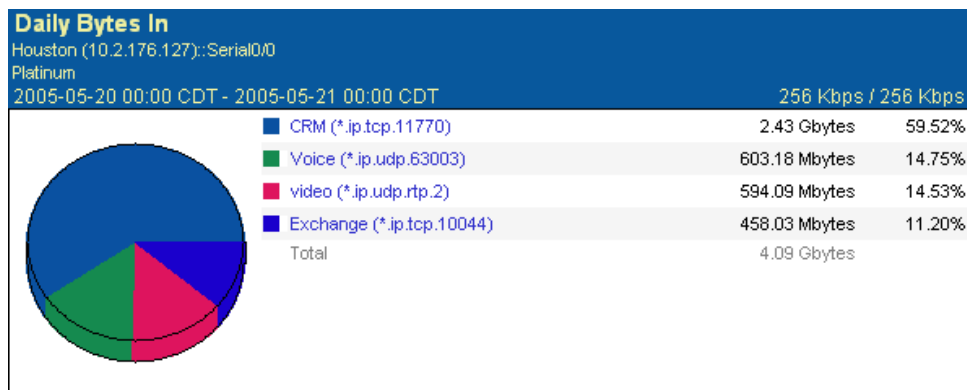 Daily Bytes In
Houston (10.2.176.127)::Serial0/0
Platinum
2005-05-20 00:00 CDT - 2005-05-21 00:00 CDT 256 Kbps / 256 Kbps
CRM (*.ip.tcp.11770) 2.43 Gbytes 59.52%
Voice (*.ip.udp.63003) 603.18 Mbytes 14.75%
video (*.ip.udp.rtp.2) 594.09 Mbytes 14.53%
Exchange (*.ip.tcp.10044) 458.03 Mbytes 11.20%
Total 4.09 Gbytes